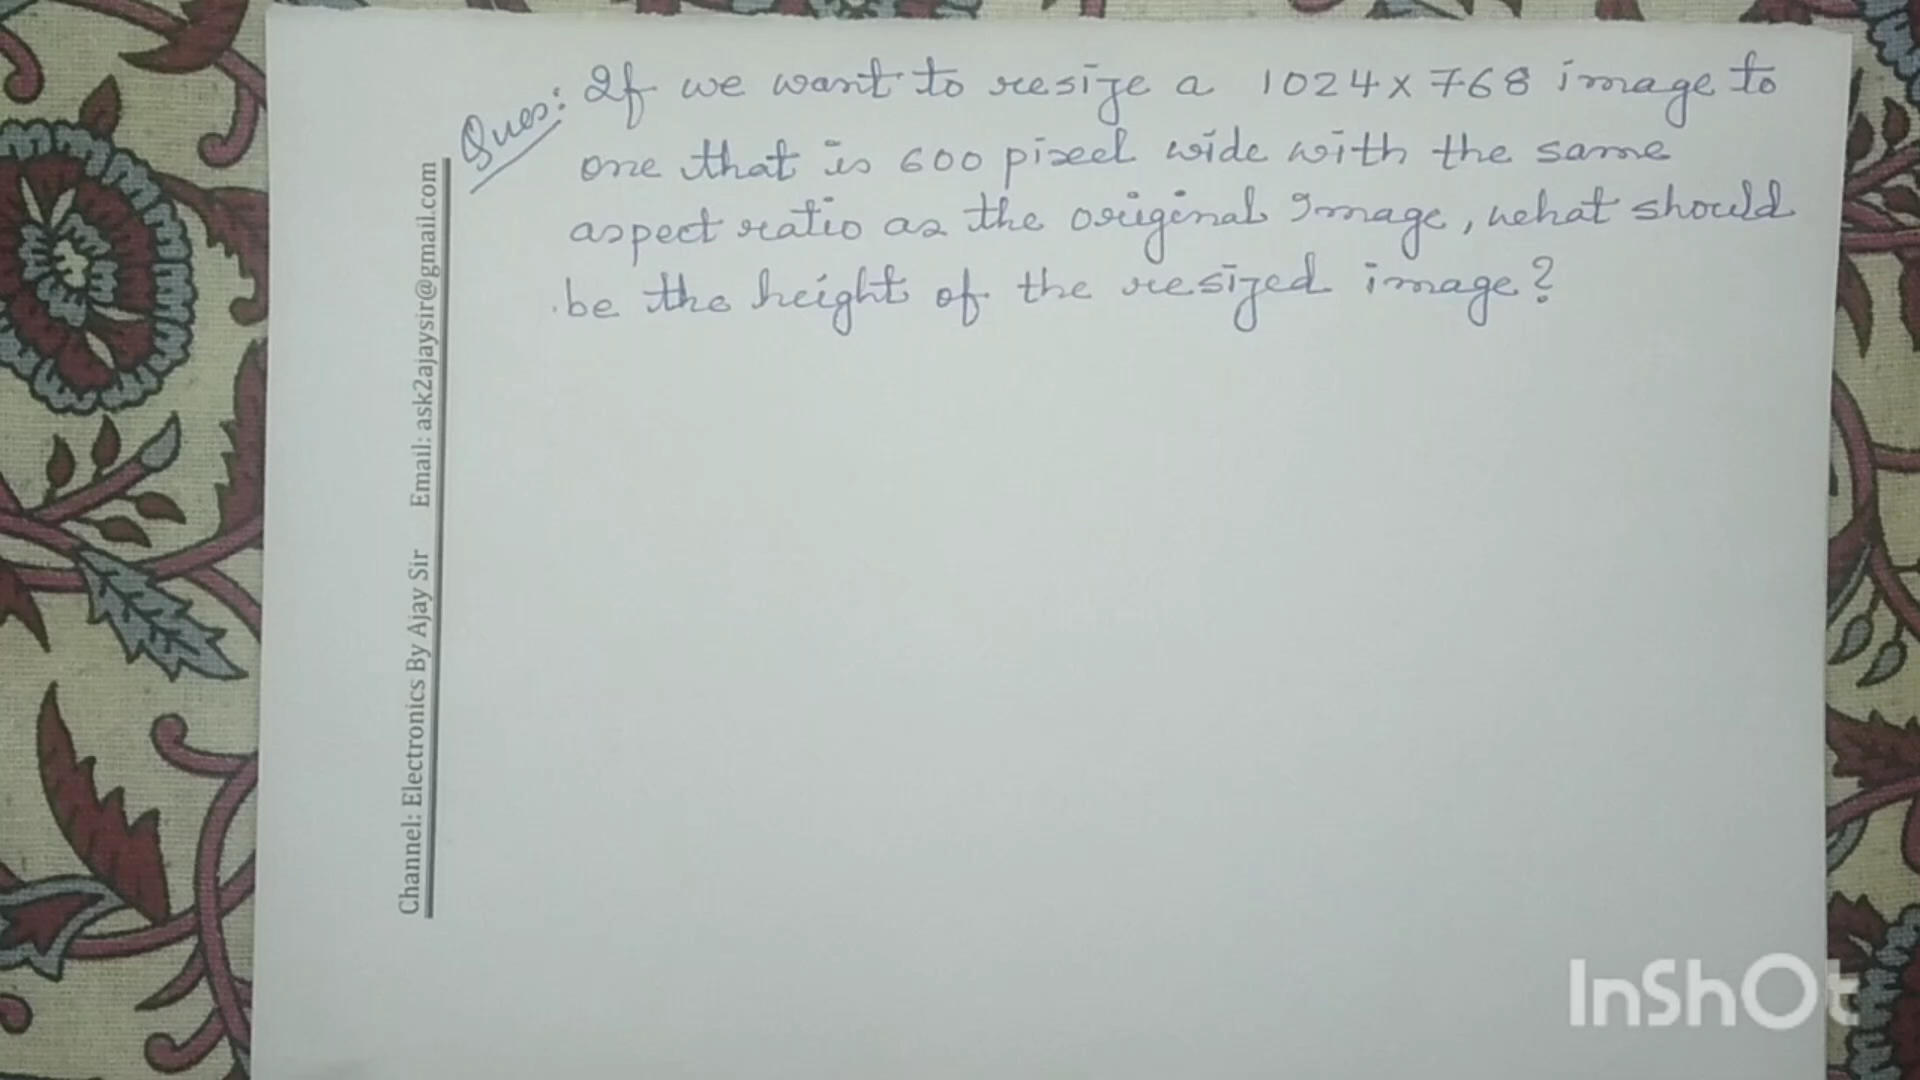 Ques: If we want to resize a 1024 x 768 image to
one that is 600 pixel wide with the same
aspect ratio as the original Image, what should
be the height of the resized image?
Channel: Electronics By Ajay Sir Email: ask2ajaysir@gmail.com
InShOt